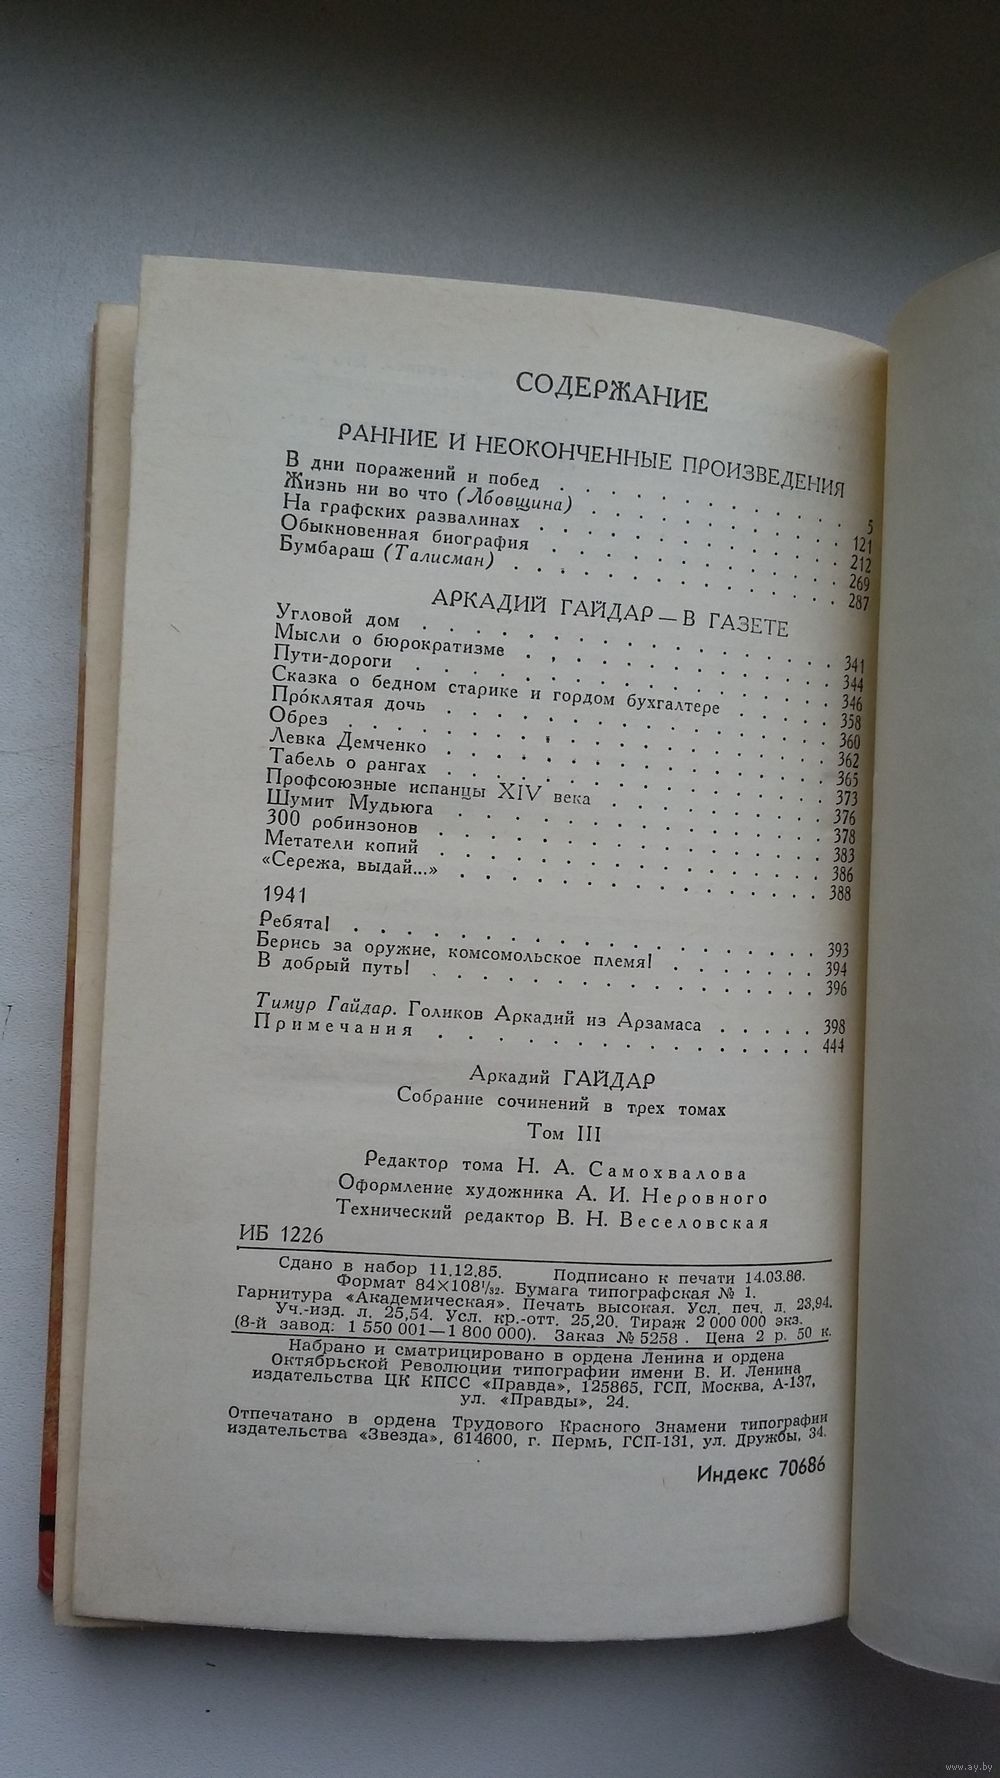 СОДЕРЖАНИЕ
РАННИЕ И НЕОКОНЧЕННЫЕ ПРОИЗВЕДЕНИЯ
В дни поражений и побед . . . . . . . . . . . 5
Жизнь ни во что (Лбовщина) . . . . . . . . . . 121
На графских развалинах . . . . . . . . . . . 212
Обыкновенная биография . . . . . . . . . . . 269
Бумбараш (Талисман) . . . . . . . . . . . . 287
АРКАДИЙ ГАЙДАР — В ГАЗЕТЕ
Угловой дом . . . . . . . . . . . . . . 341
Мысли о бюрократизме . . . . . . . . . . . 344
Пути-дороги . . . . . . . . . . . . . . 346
Сказка о бедном старике и гордом бухгалтере . . . . . 358
Про́клятая дочь . . . . . . . . . . . . . 360
Обрез . . . . . . . . . . . . . . . . 362
Левка Демченко . . . . . . . . . . . . . 365
Табель о рангах . . . . . . . . . . . . . 373
Профсоюзные испанцы XIV века . . . . . . . . 376
Шумит Мудьюга . . . . . . . . . . . . . 378
300 робинзонов . . . . . . . . . . . . . 383
Метатели копий . . . . . . . . . . . . . 386
«Сережа, выдай...» . . . . . . . . . . . . 388
1941
Ребята! . . . . . . . . . . . . . . . . 393
Берись за оружие, комсомольское племя! . . . . . . 394
В добрый путь! . . . . . . . . . . . . . 396
Тимур Гайдар. Голиков Аркадий из Арзамаса . . . . . 398
Примечания . . . . . . . . . . . . . . 444
Аркадий ГАЙДАР
Собрание сочинений в трех томах
Том III
Редактор тома Н. А. Самохвалова
Оформление художника А. И. Неровного
Технический редактор В. Н. Веселовская
ИБ 1226
Сдано в набор 11.12.85. Подписано к печати 14.03.86.
Формат 84×108¹/₃₂. Бумага типографская № 1.
Гарнитура «Академическая». Печать высокая. Усл. печ. л. 23,94.
Уч.-изд. л. 25,54. Усл. кр.-отт. 25,20. Тираж 2 000 000 экз.
(8-й завод: 1 550 001—1 800 000). Заказ № 5258. Цена 2 р. 50 к.
Набрано и сматрицировано в ордена Ленина и ордена
Октябрьской Революции типографии имени В. И. Ленина
издательства ЦК КПСС «Правда», 125865, ГСП, Москва, А-137,
ул. «Правды», 24.
Отпечатано в ордена Трудового Красного Знамени типографии
издательства «Звезда», 614600, г. Пермь, ГСП-131, ул. Дружбы, 34.
Индекс 70686
www.ay.by